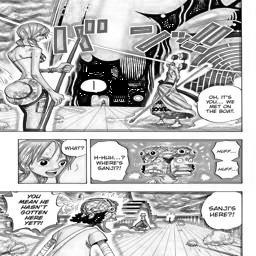 OH, IT'S
YOU... WE
MET ON
THE BOAT.
WHAT?
H-HUH...?
WHERE'S
SANJI?!
HUFF...
HUFF...
YOU
MEAN HE
HASN'T
GOTTEN
HERE
YET?!
SANJI'S
HERE?!